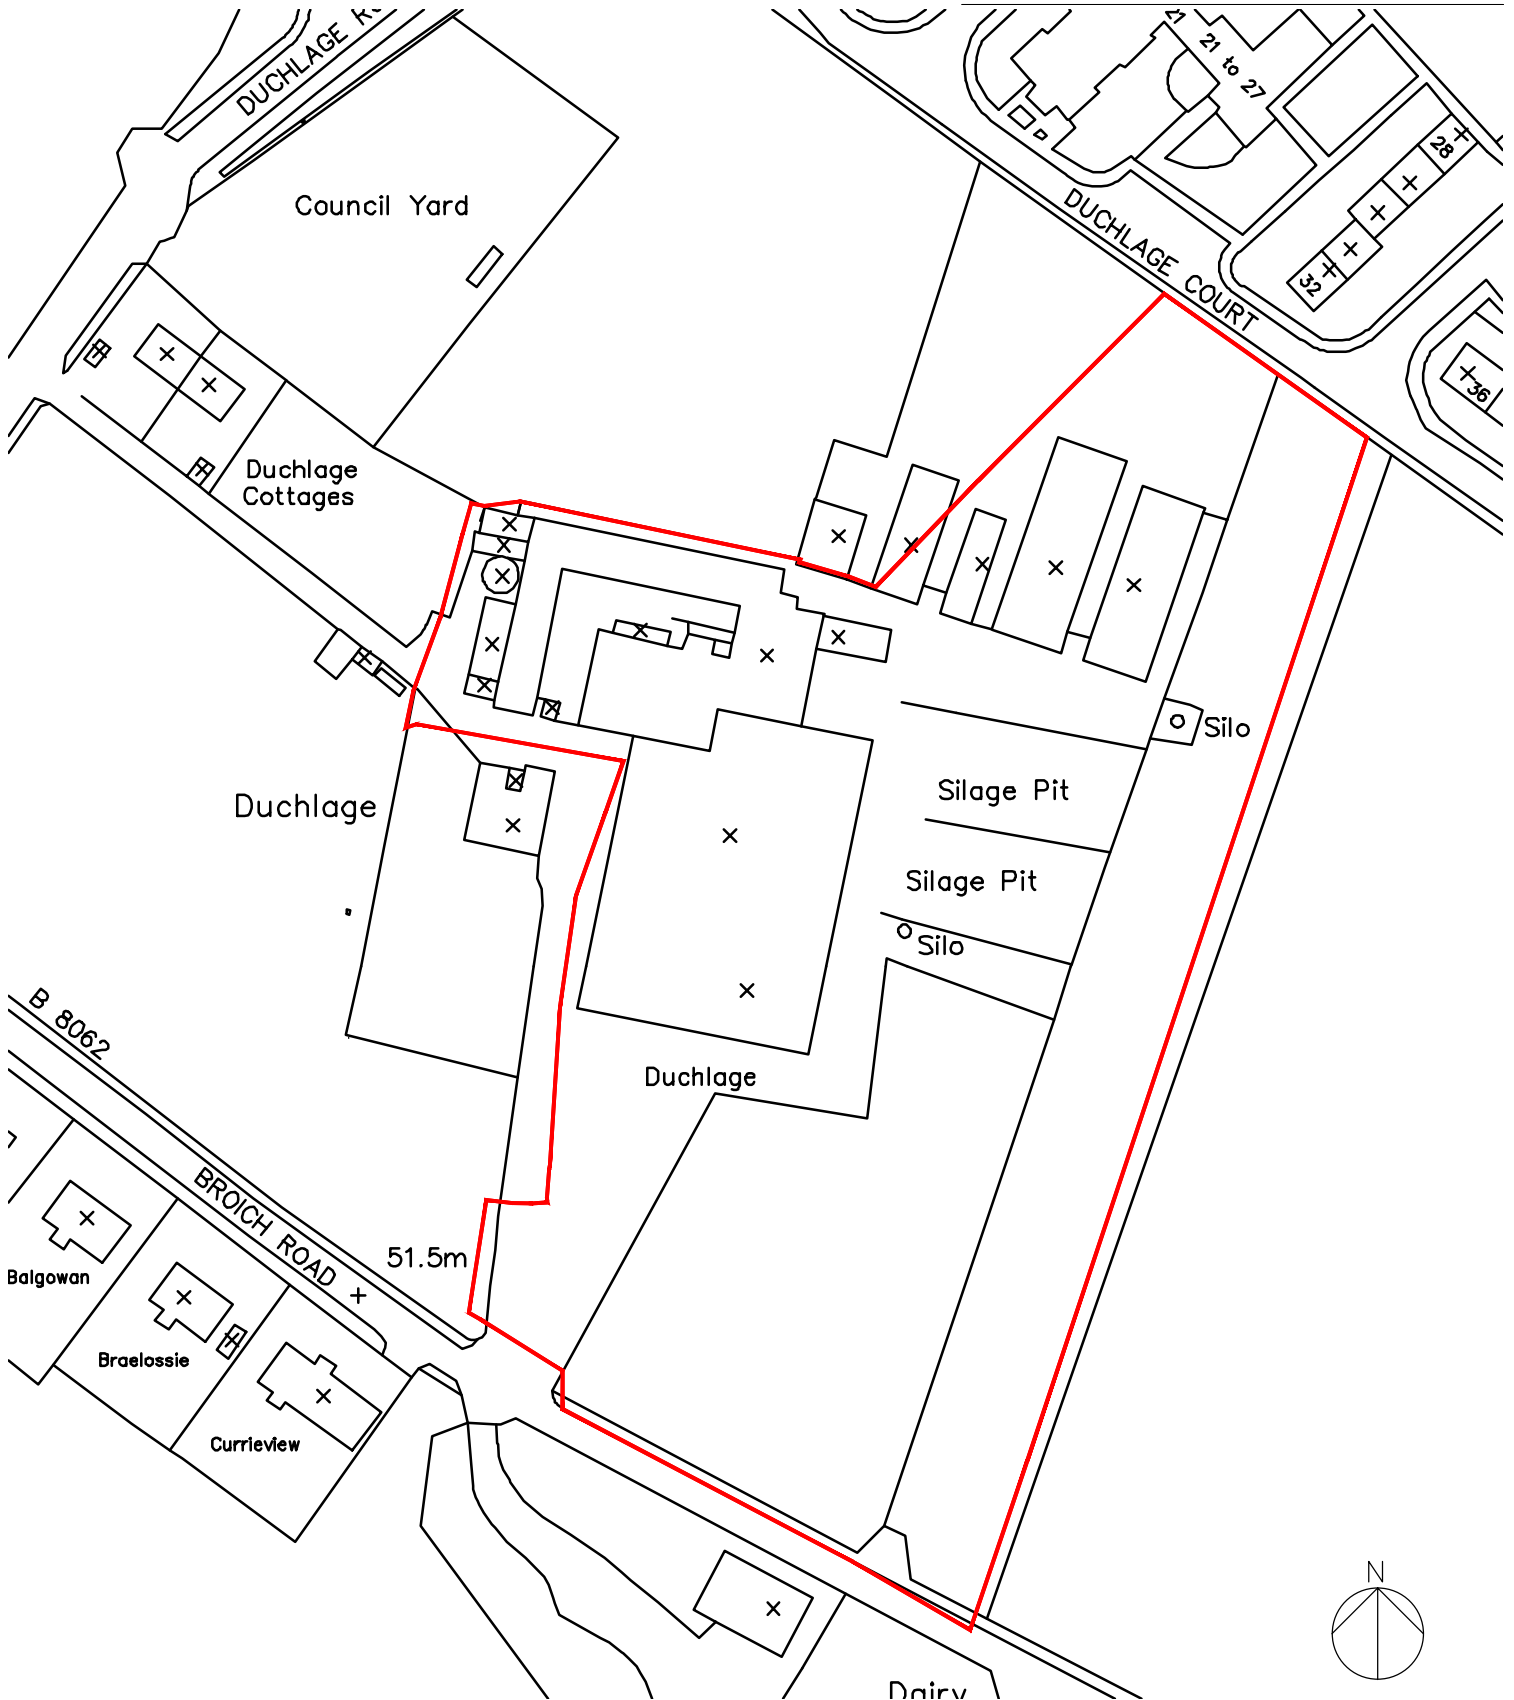 DUCHLAGE
21
21 to 27
28
Council Yard
DUCHLAGE COURT
32
36
Duchlage
Cottages
Silo
Silage Pit
Duchlage
Silage Pit
Silo
B 8062
Duchlage
BROICH ROAD
51.5m
Balgowan
Braelossie
Currieview
N
Dairy